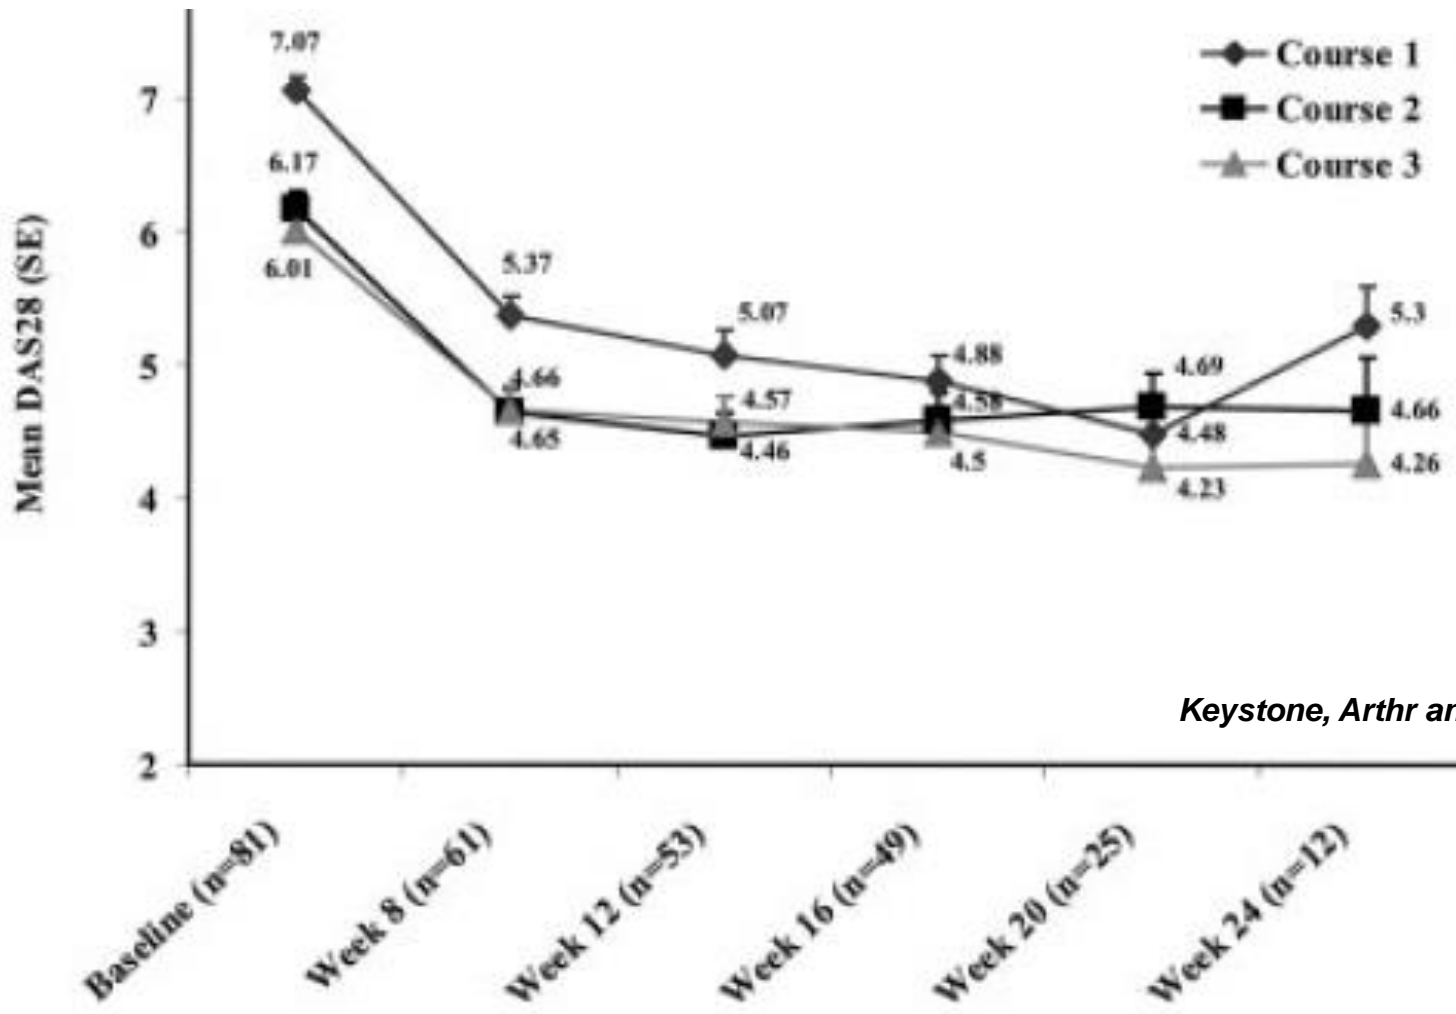 7.07
Course 1
7
Course 2
6.17
Course 3
6
6.01
5.37
5.07
5.3
5
4.88
4.69
4.66
4.57
4.58
4.66
4.65
4.46
4.5
4.48
4.26
4.23
4
3
2
Mean DAS28 (SE)
Keystone, Arthr
Baseline (n=81)
Week 8 (n=61)
Week 12 (n=53)
Week 16 (n=49)
Week 20 (n=25)
Week 24 (n=12)